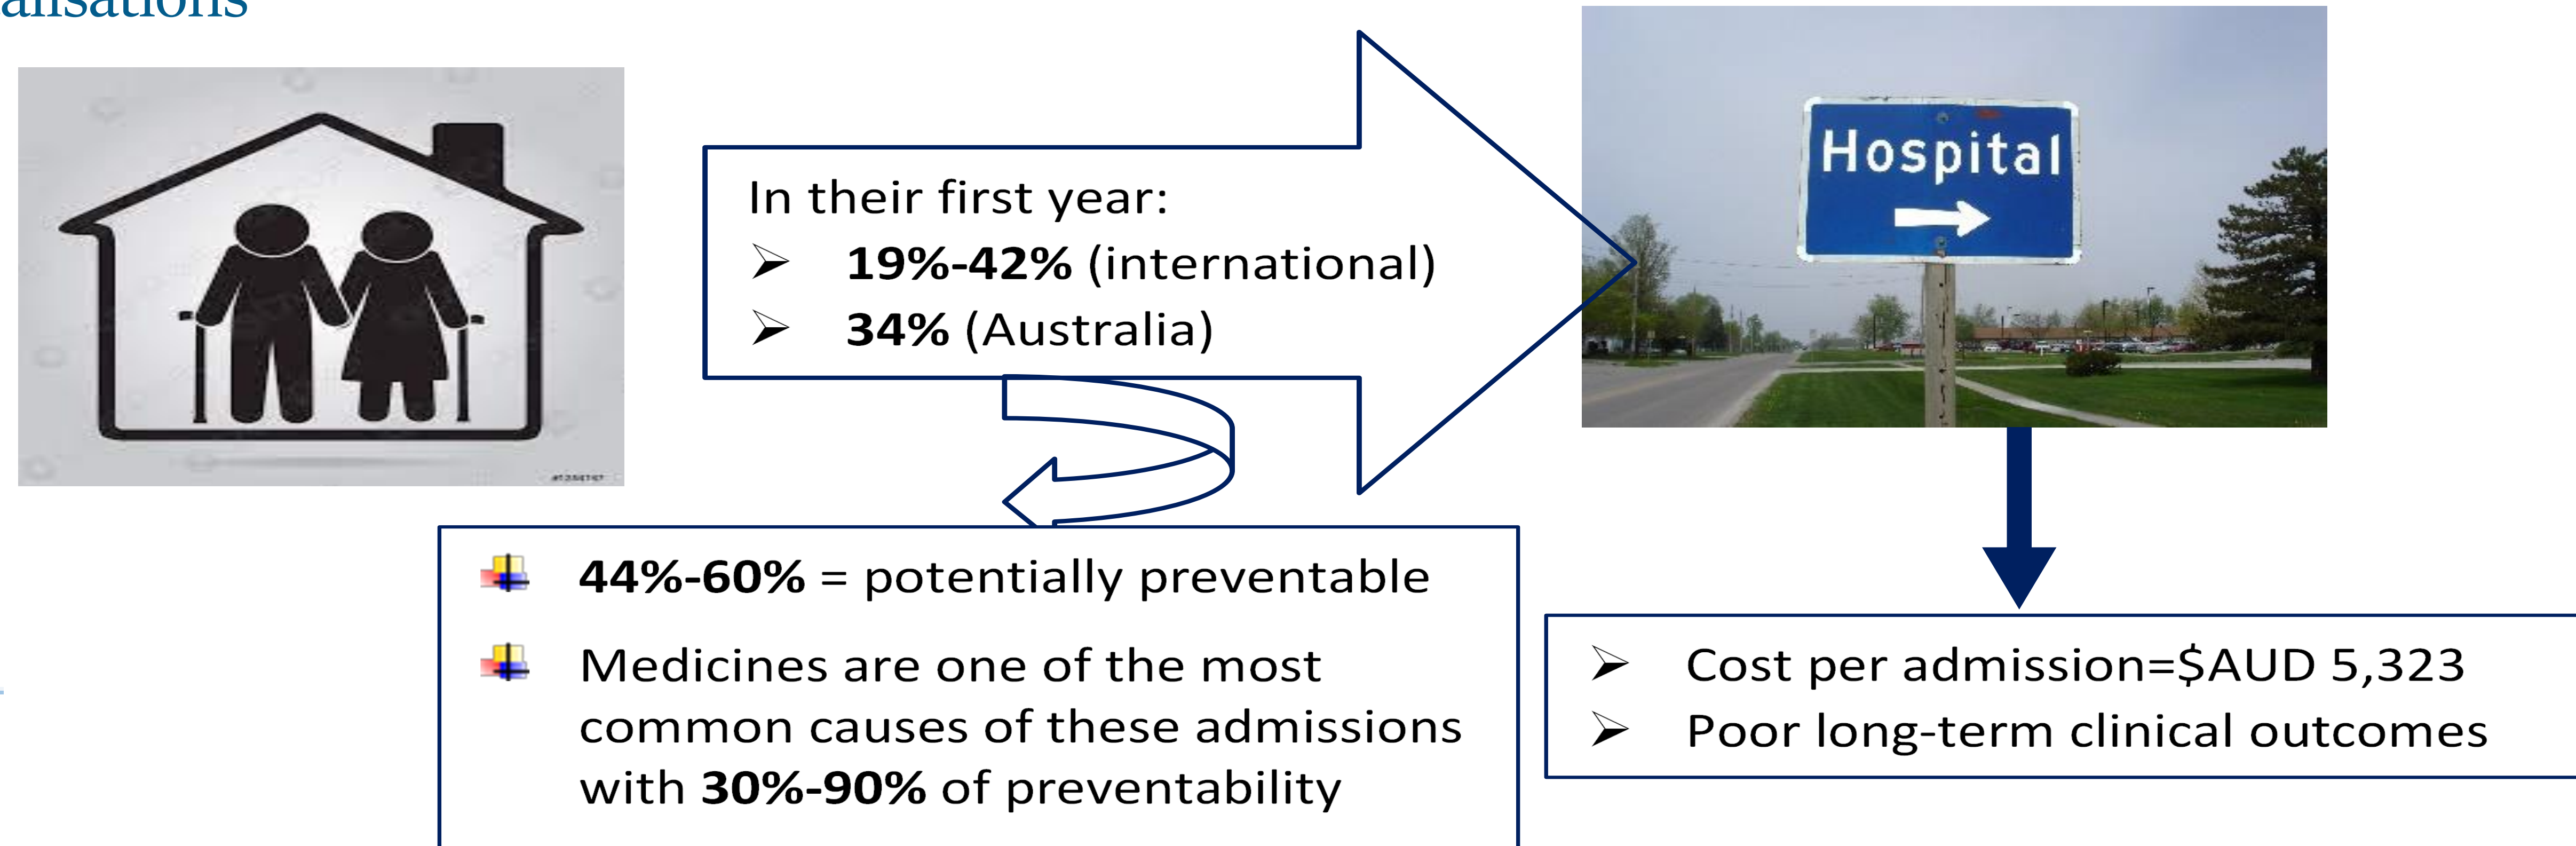 alisations
In their first year:
➢ 19%-42% (international)
➢ 34% (Australia)
Hospital
44%-60% = potentially preventable
Medicines are one of the most
common causes of these admissions
with 30%-90% of preventability
➢ Cost per admission=$AUD 5,323
➢ Poor long-term clinical outcomes